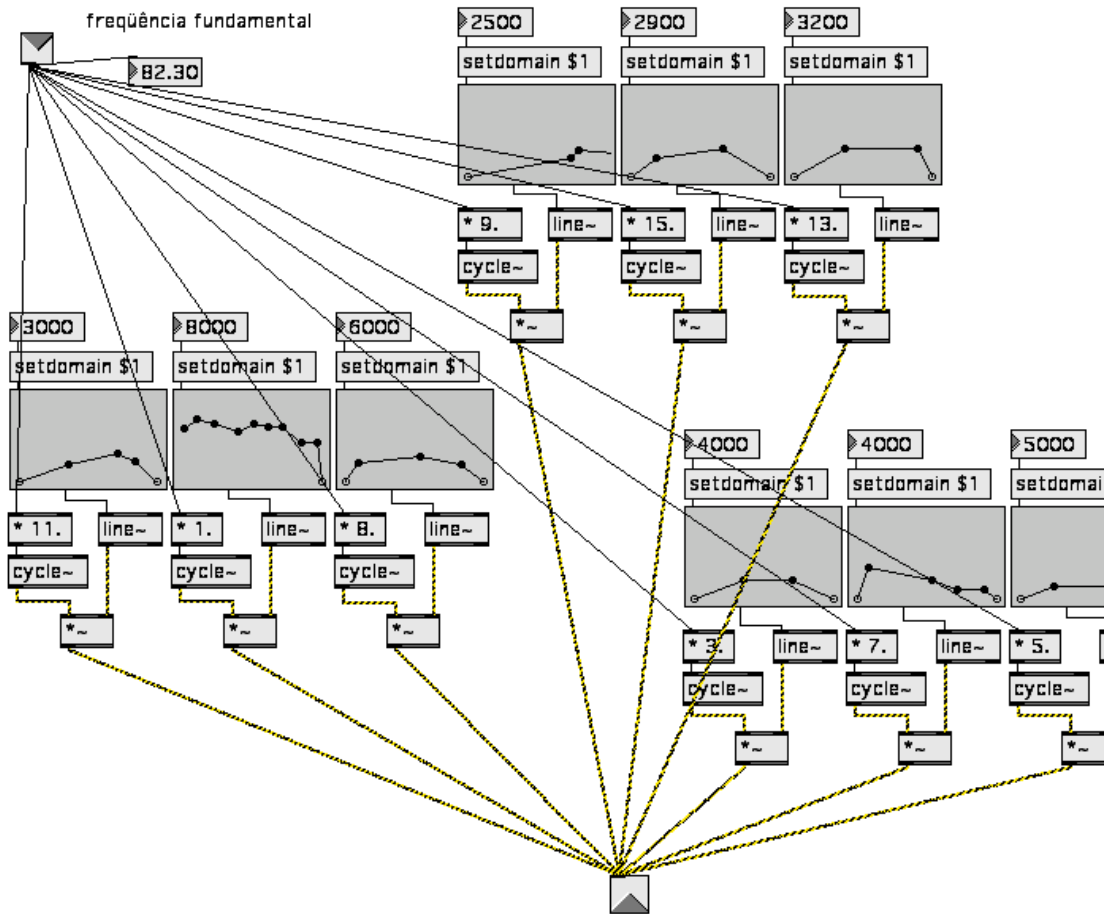 freqüência fundamental
82.30
2500
2900
3200
setdomain $1
setdomain $1
setdomain $1
* 9.
line~
* 15.
line~
* 13.
line~
cycle~
cycle~
cycle~
*~
*~
*~
3000
8000
6000
setdomain $1
setdomain $1
setdomain $1
* 11.
line~
* 1.
line~
* 8.
line~
cycle~
cycle~
cycle~
*~
*~
*~
4000
4000
5000
setdomain $1
setdomain $1
setdomai
* 3.
line~
* 7.
line~
* 5.
cycle~
cycle~
cycle~
*~
*~
*~